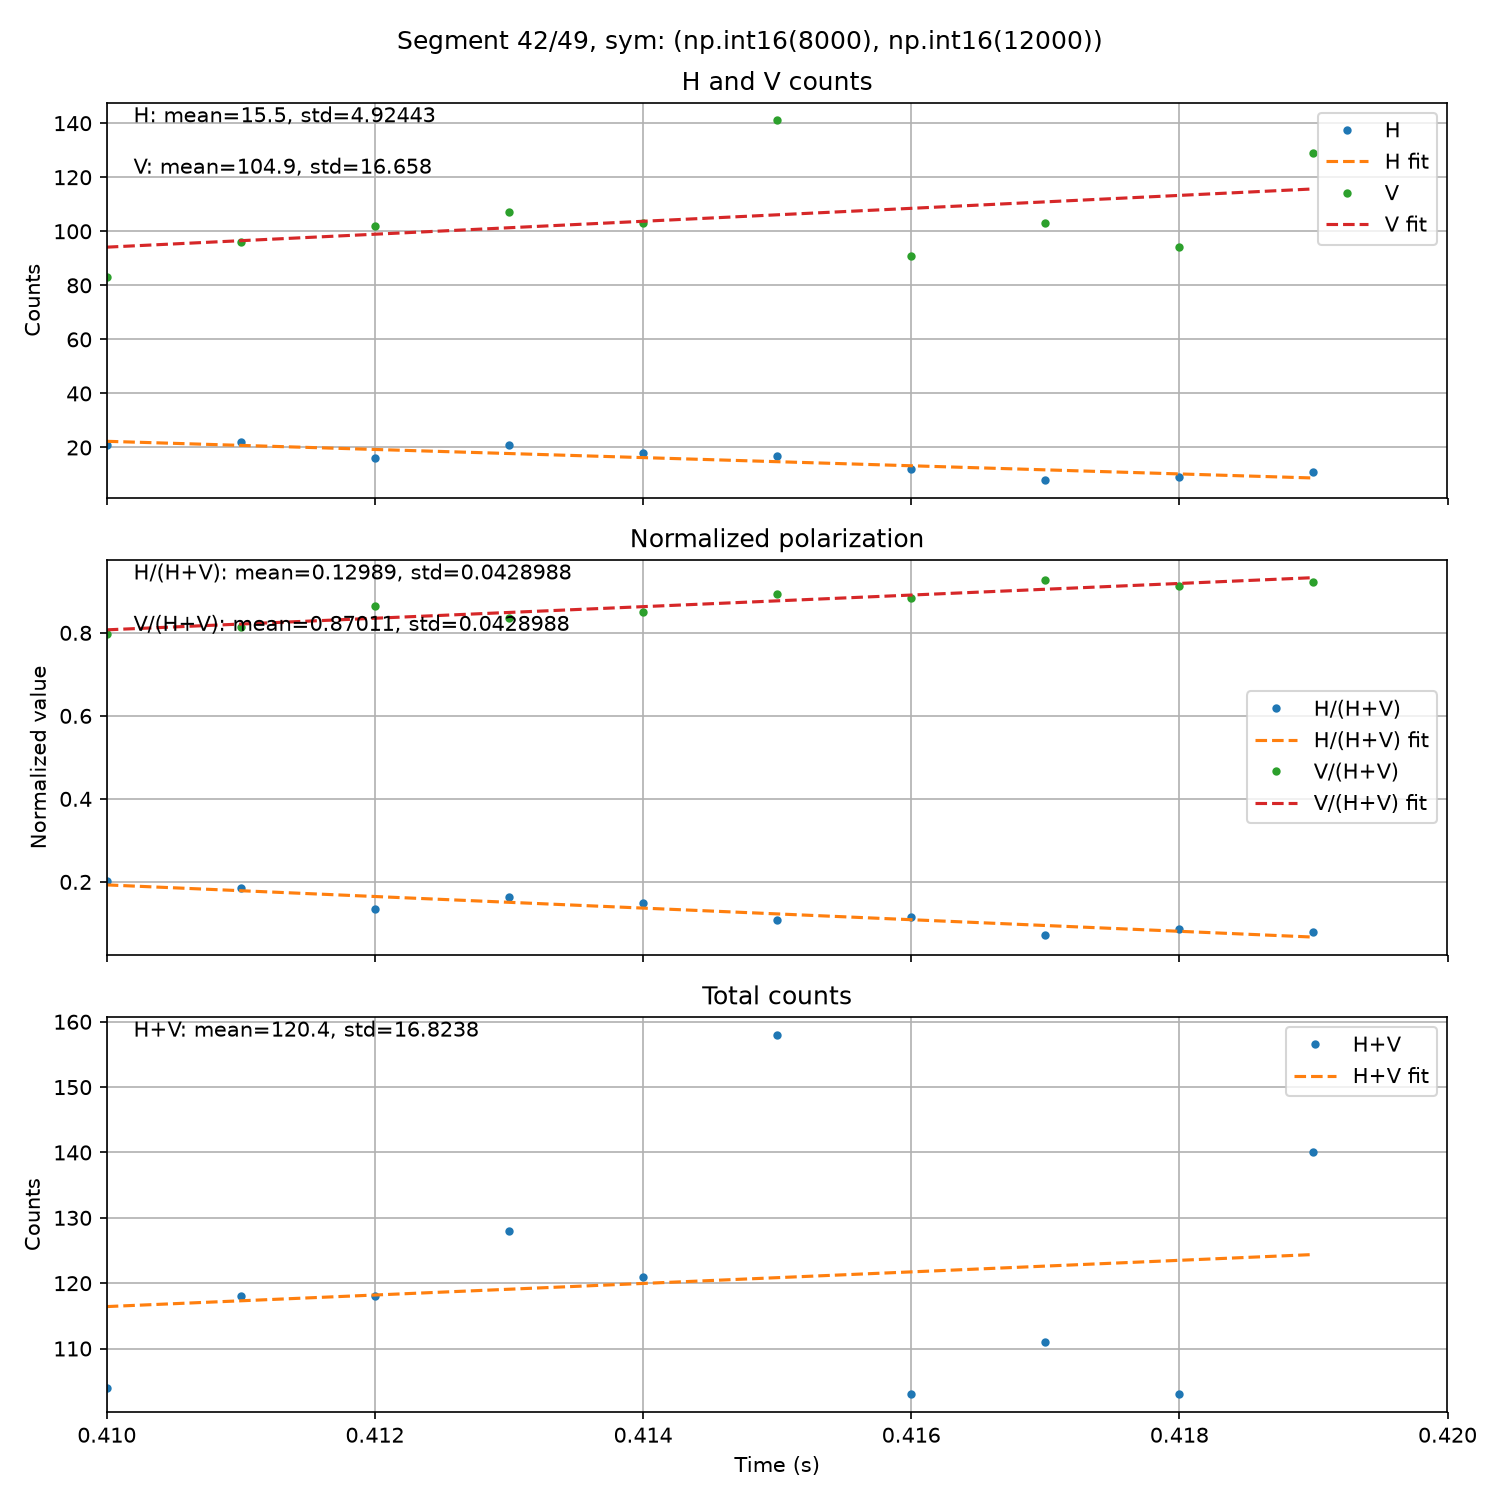 Segment 42/49, sym: (np.int16(8000), np.int16(12000))
H and V counts
H: mean=15.5, std=4.92443
V: mean=104.9, std=16.658
H
H fit
V
V fit
Counts
140
120
100
80
60
40
20
Normalized polarization
H/(H+V): mean=0.12989, std=0.0428988
V/(H+V): mean=0.87011, std=0.0428988
H/(H+V)
H/(H+V) fit
V/(H+V)
V/(H+V) fit
Normalized value
0.8
0.6
0.4
0.2
Total counts
H+V: mean=120.4, std=16.8238
H+V
H+V fit
Counts
160
150
140
130
120
110
0.410 0.412 0.414 0.416 0.418 0.420
Time (s)